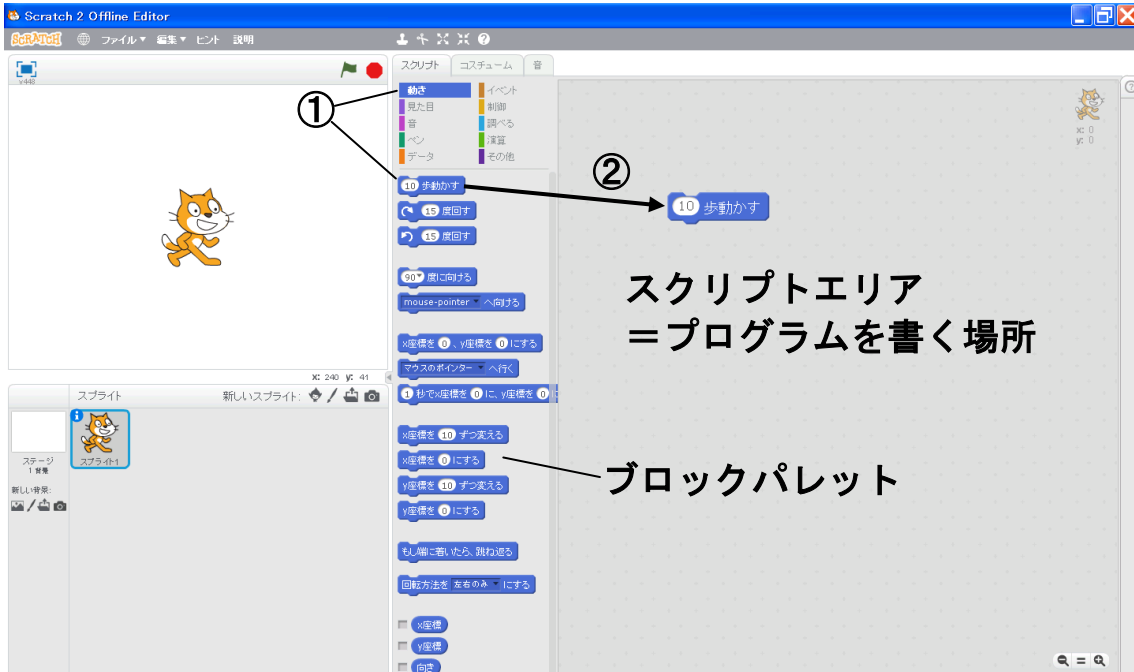 Scratch 2 Offline Editor
SCRATCH ファイル▼ 編集▼ ヒント 説明
v448
X: 240 y: 41
スプライト 新しいスプライト:
ステージ
1 背景
新しい背景:
スプライト1
スクリプト コスチューム 音
動き イベント
見た目 制御
音 調べる
ペン 演算
データ その他
①
10 歩動かす
15 度回す
15 度回す
90▼ 度に向ける
mouse-pointer へ向ける
x座標を 0 、y座標を 0 にする
マウスのポインター へ行く
1 秒でx座標を 0 に、y座標を 0 に
x座標を 10 ずつ変える
x座標を 0 にする
y座標を 10 ずつ変える
y座標を 0 にする
もし端に着いたら、跳ね返る
回転方法を 左右のみ にする
x座標
y座標
向き
②
10 歩動かす
x: 0
y: 0
スクリプトエリア
＝プログラムを書く場所
ブロックパレット